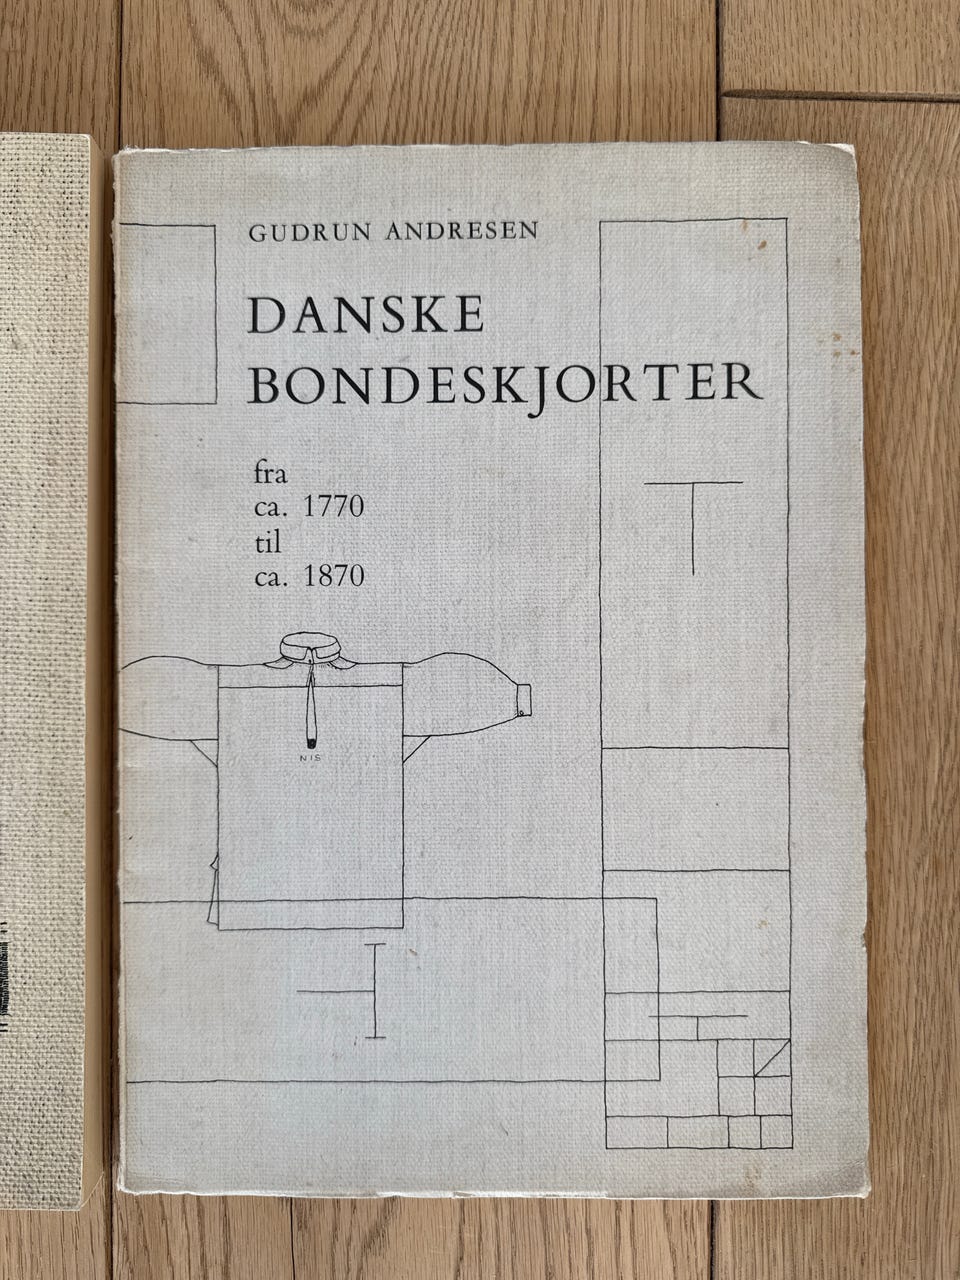 GUDRUN ANDRESEN
DANSKE
BONDESKJORTER
fra
ca. 1770
til
ca. 1870
NIS